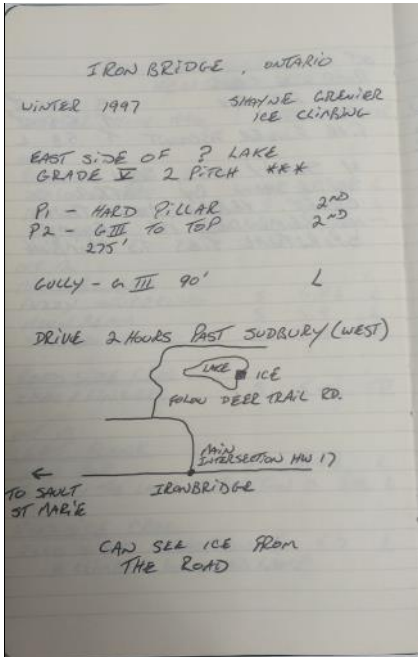 IRON BRIDGE, ONTARIO
WINTER 1997 SHAYNE GRENIER
ICE CLIMBING
EAST SIDE OF ? LAKE
GRADE V 2 PITCH ***
P1 - HARD PILLAR 2ND
P2 - G III TO TOP 2ND
275'
GULLY - G III 90' L
DRIVE 2 HOURS PAST SUDBURY (WEST)
LAKE ICE
FOLOW DEER TRAIL RD.
MAIN
INTERSECTION HW 17
TO SAULT
ST MARIE
IRONBRIDGE
CAN SEE ICE FROM
THE ROAD